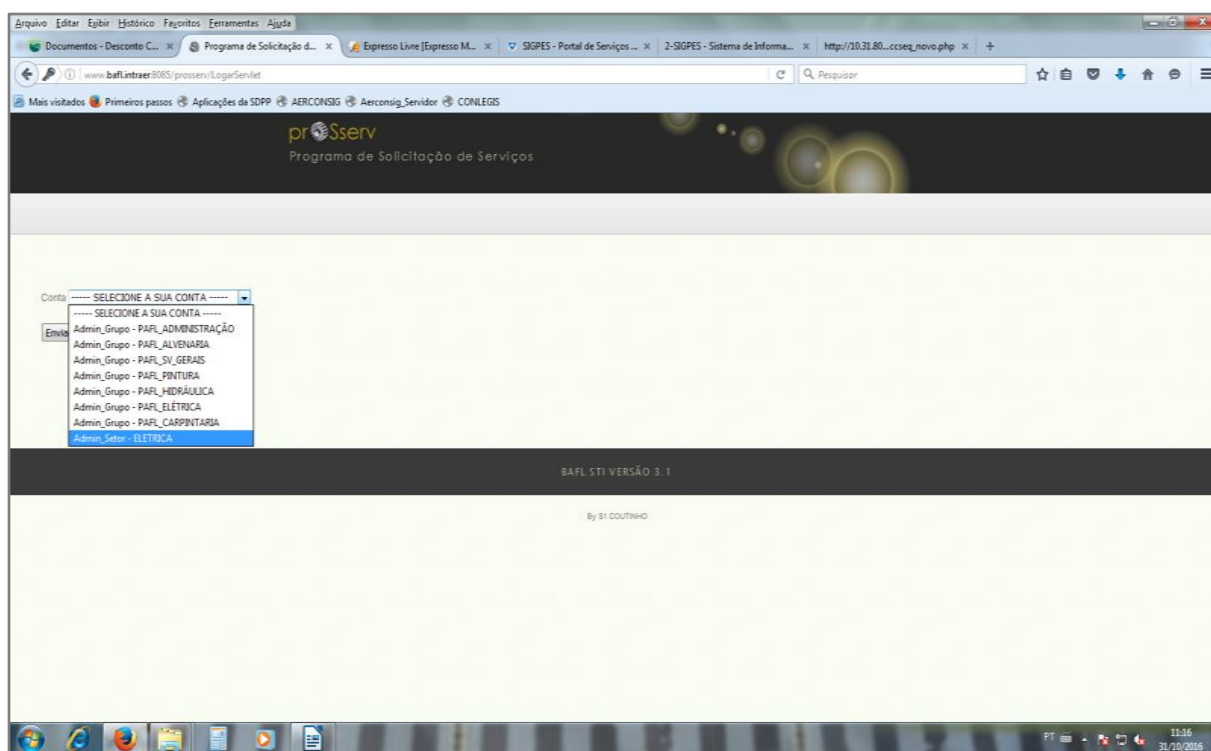 Arquivo Editar Exibir Histórico Favoritos Ferramentas Ajuda
Documentos - Desconto C... Programa de Solicitação d... Expresso Livre [Expresso M... SIGPES - Portal de Serviços ... 2-SIGPES - Sistema de Informa... http://10.31.80...ccseq_novo.php
www.bafl.intraer:8085/prosserv/LogarServlet Pesquisar
Mais visitados Primeiros passos Aplicações da SDPP AERCONSIG Aerconsig_Servidor CONLEGIS
prOSserv
Programa de Solicitação de Serviços
Conta ----- SELECIONE A SUA CONTA -----
----- SELECIONE A SUA CONTA -----
Envia
Admin_Grupo - PAFL_ADMINISTRAÇÃO
Admin_Grupo - PAFL_ALVENARIA
Admin_Grupo - PAFL_SV_GERAIS
Admin_Grupo - PAFL_PINTURA
Admin_Grupo - PAFL_HIDRÁULICA
Admin_Grupo - PAFL_ELÉTRICA
Admin_Grupo - PAFL_CARPINTARIA
Admin_Setor - ELETRICA
BAFL STI VERSÃO 3.1
By S1 COUTINHO
PT 11:16
31/10/2016